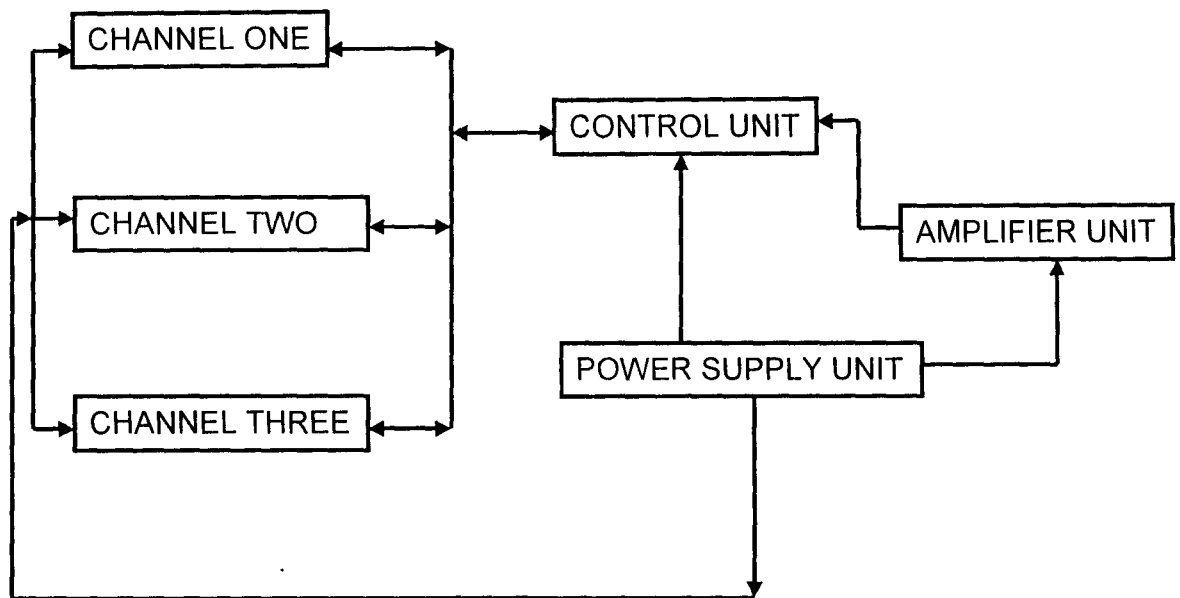 CHANNEL ONE
CONTROL UNIT
CHANNEL TWO
AMPLIFIER UNIT
POWER SUPPLY UNIT
CHANNEL THREE